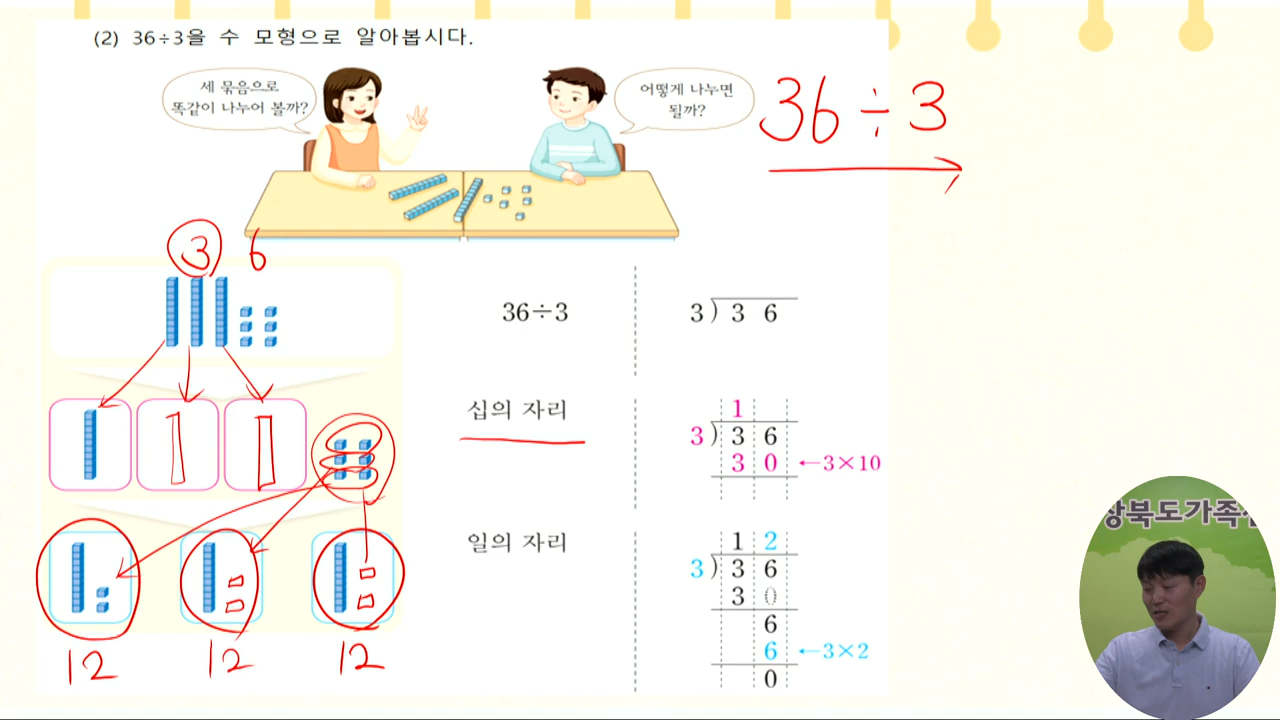 (2) 36÷3을 수 모형으로 알아봅시다.
세 묶음으로
똑같이 나누어 볼까?
어떻게 나누면
될까?
36÷3
3 6
36÷3
3) 3 6
십의 자리
1
3) 3 6
3 0 ←3×10
일의 자리
1 2
3) 3 6
3 0
6
6 ←3×2
0
12 12 12
상북도가족